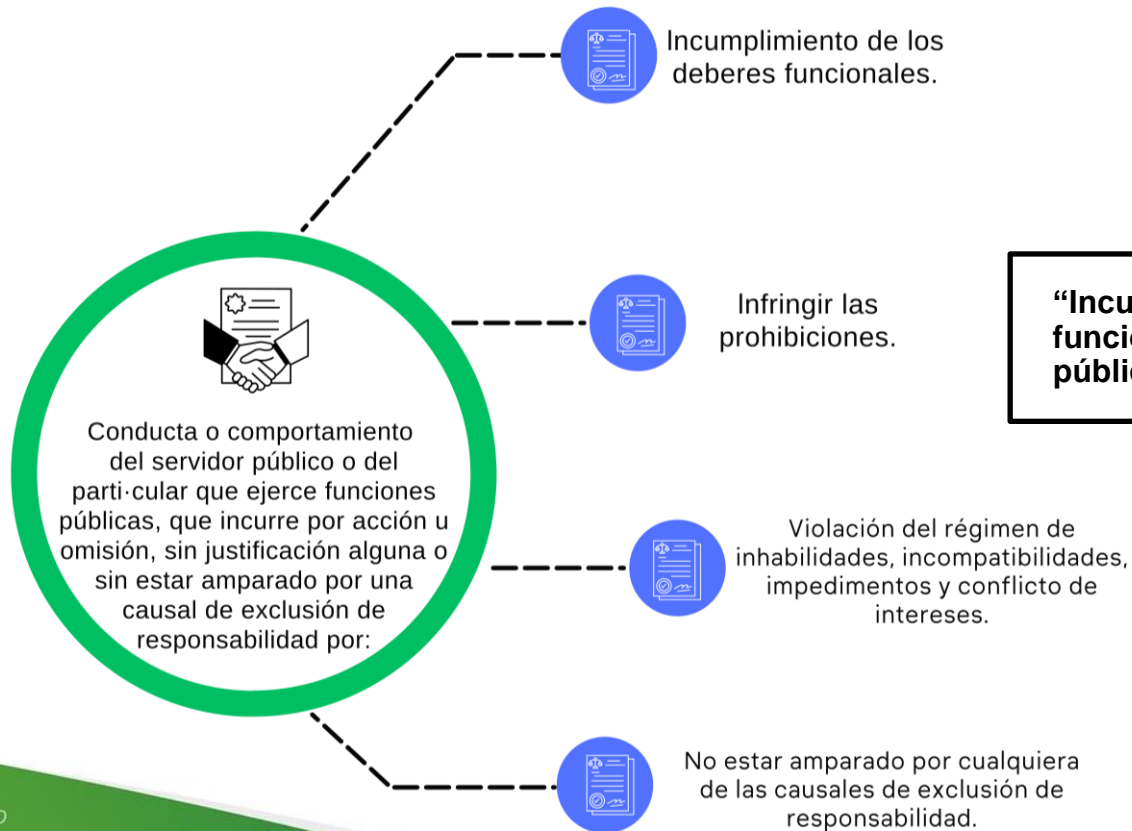 Incumplimiento de los
deberes funcionales.
Infringir las
prohibiciones.
Conducta o comportamiento
del servidor público o del
parti·cular que ejerce funciones
públicas, que incurre por acción u
omisión, sin justificación alguna o
sin estar amparado por una
causal de exclusión de
responsabilidad por:
Violación del régimen de
inhabilidades, incompatibilidades,
impedimentos y conflicto de
intereses.
No estar amparado por cualquiera
de las causales de exclusión de
responsabilidad.